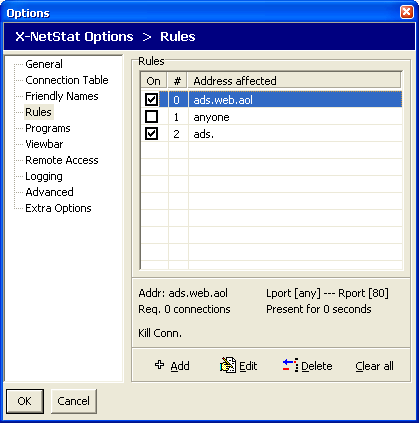 Options
X-NetStat Options > Rules
General
Connection Table
Friendly Names
Rules
Programs
Viewbar
Remote Access
Logging
Advanced
Extra Options
Rules
On # Address affected
0 ads.web.aol
1 anyone
2 ads.
Addr: ads.web.aol Lport [any] --- Rport [80]
Req. 0 connections Present for 0 seconds
Kill Conn.
Add Edit Delete Clear all
OK Cancel